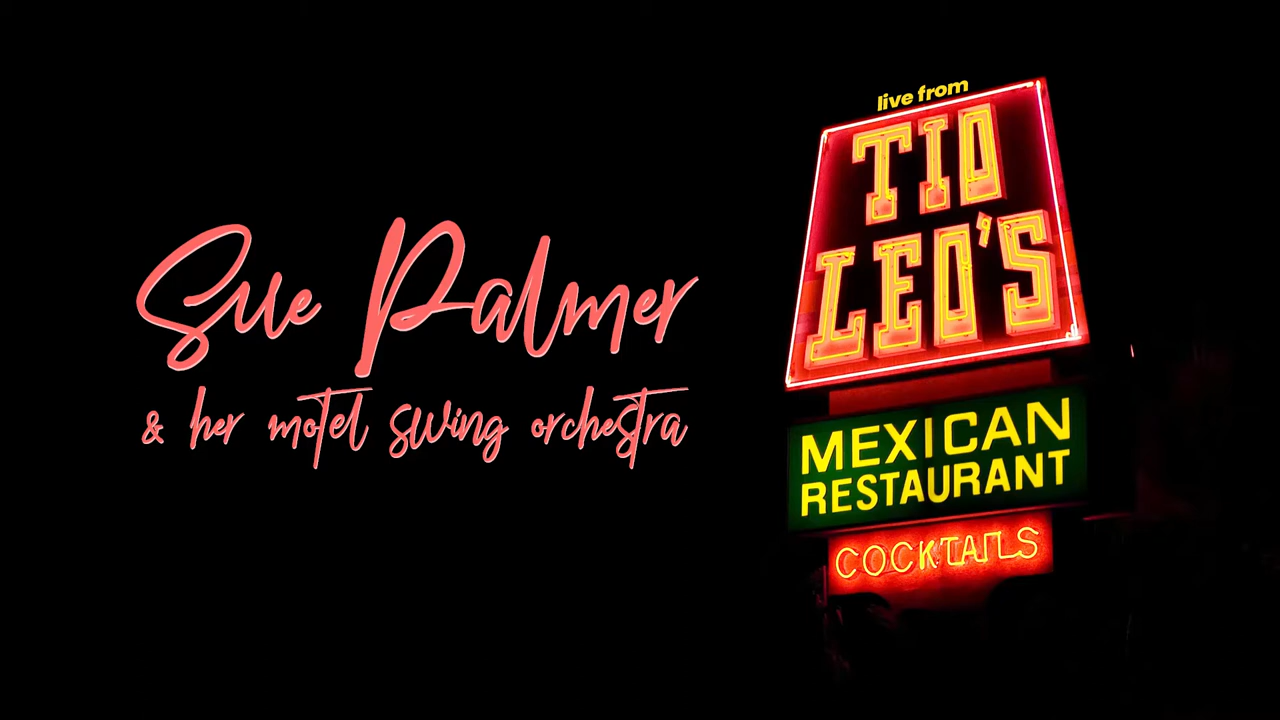 Sue Palmer
& her motel swing orchestra
live from
TIO
LEO'S
MEXICAN
RESTAURANT
COCKTAILS